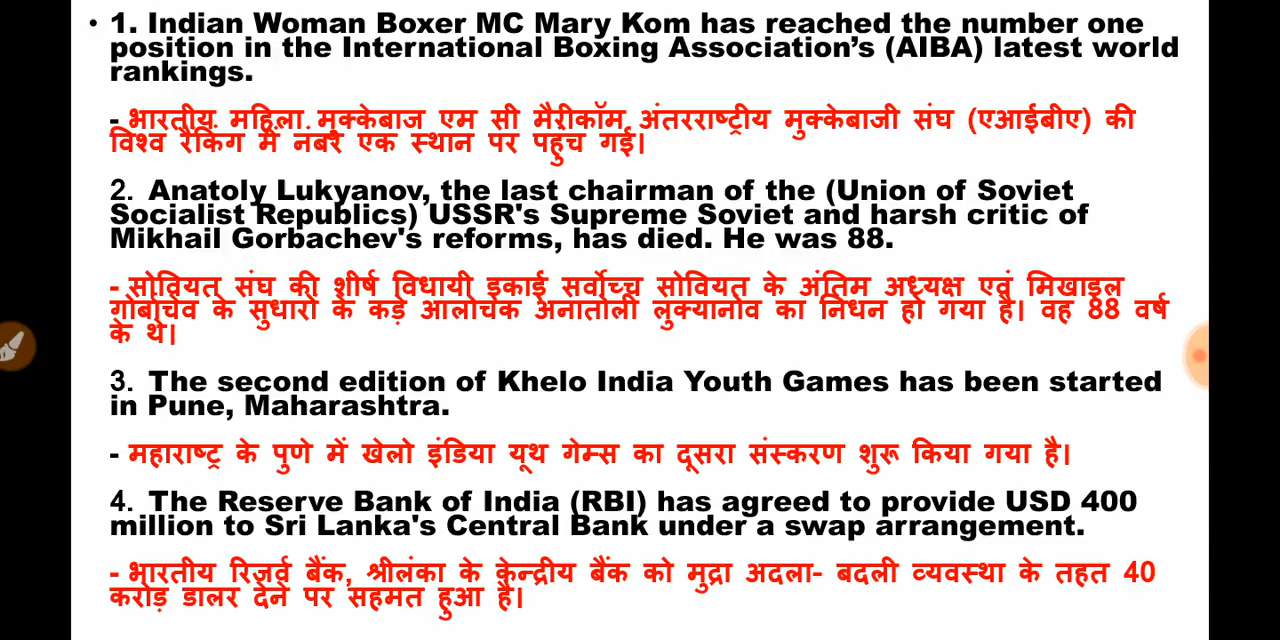 • 1. Indian Woman Boxer MC Mary Kom has reached the number one
position in the International Boxing Association's (AIBA) latest world
rankings.
- भारतीय महिला मुक्केबाज एम सी मैरीकॉम अंतरराष्ट्रीय मुक्केबाजी संघ (एआईबीए) की
विश्व रैंकिंग में नंबर एक स्थान पर पहुंच गई।
2. Anatoly Lukyanov, the last chairman of the (Union of Soviet
Socialist Republics) USSR's Supreme Soviet and harsh critic of
Mikhail Gorbachev's reforms, has died. He was 88.
- सोवियत संघ की शीर्ष विधायी इकाई सर्वोच्च सोवियत के अंतिम अध्यक्ष एवं मिखाइल
गोर्बाचेव के सुधारों के कड़े आलोचक अनातोली लुक्यानोव का निधन हो गया है। वह 88 वर्ष
के थे।
3. The second edition of Khelo India Youth Games has been started
in Pune, Maharashtra.
- महाराष्ट्र के पुणे में खेलो इंडिया यूथ गेम्स का दूसरा संस्करण शुरू किया गया है।
4. The Reserve Bank of India (RBI) has agreed to provide USD 400
million to Sri Lanka's Central Bank under a swap arrangement.
- भारतीय रिज़र्व बैंक, श्रीलंका के केन्द्रीय बैंक को मुद्रा अदला- बदली व्यवस्था के तहत 40
करोड़ डालर देने पर सहमत हुआ है।